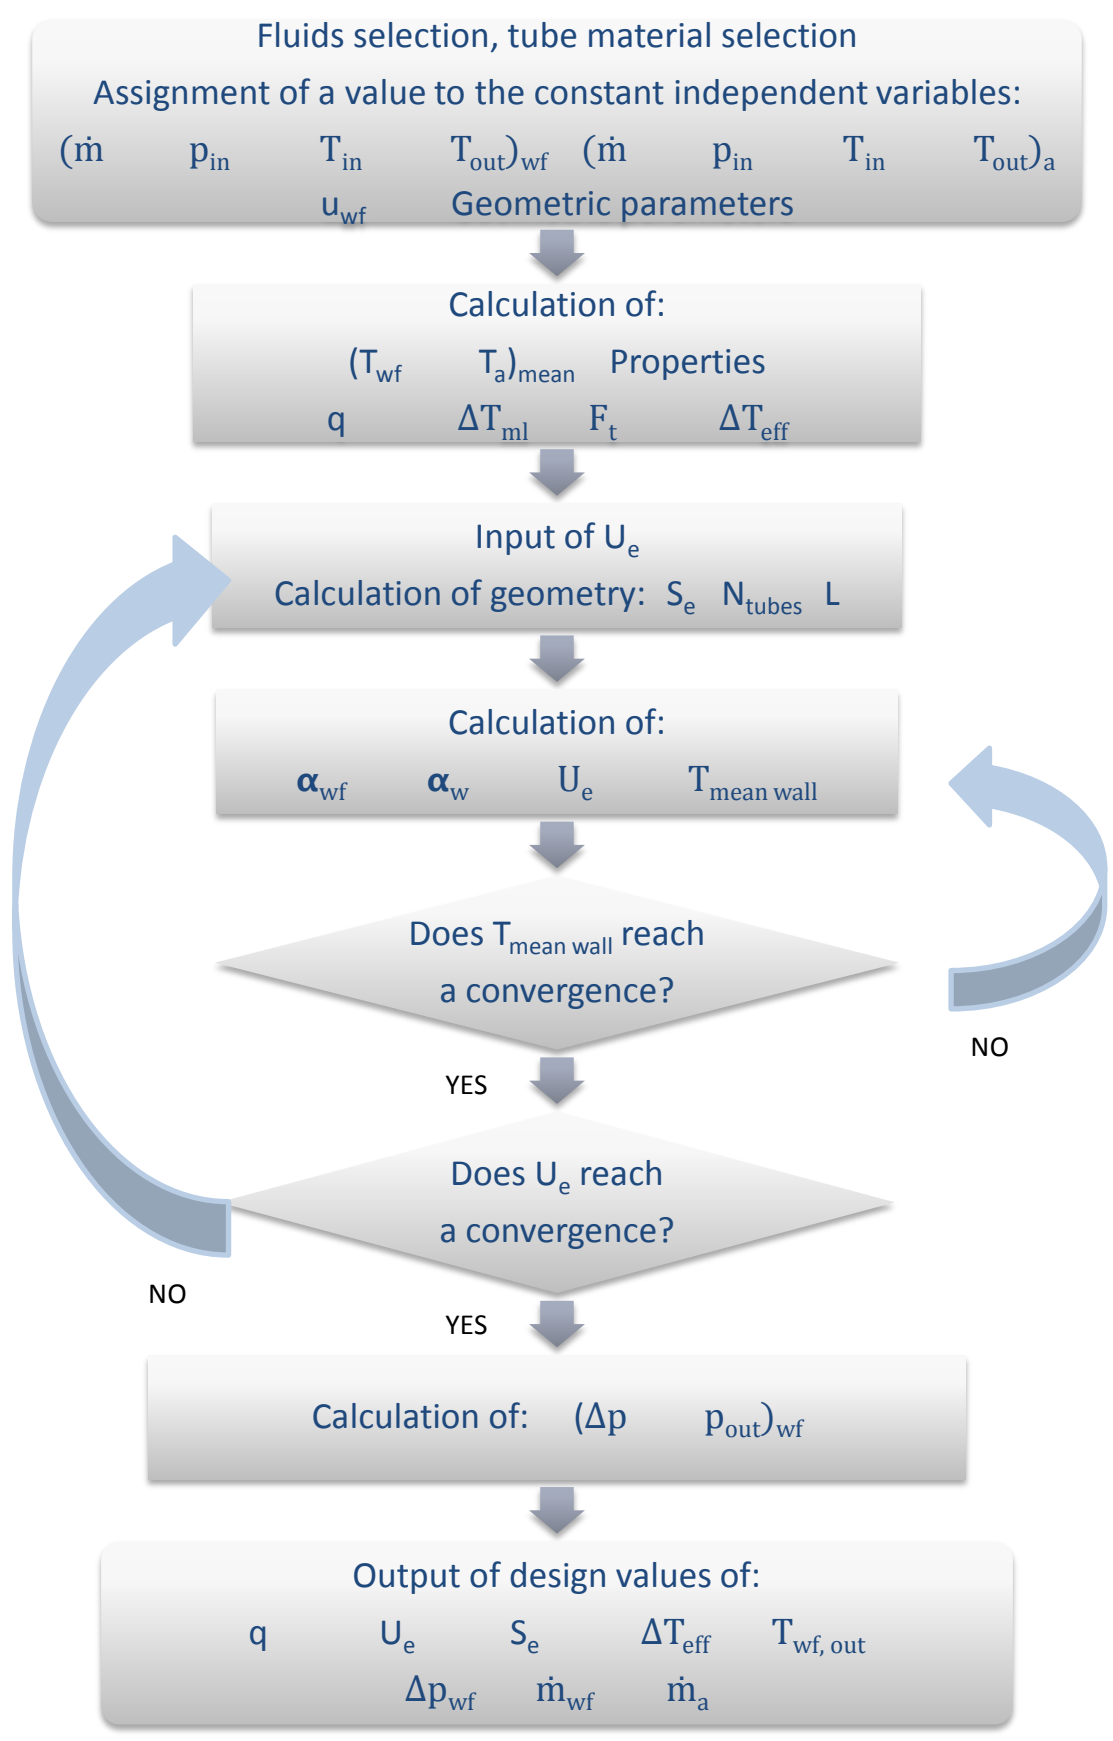 Fluids selection, tube material selection
Assignment of a value to the constant independent variables:
(ṁ p_in T_in T_out)_wf (ṁ p_in T_in T_out)_a
u_wf Geometric parameters
Calculation of:
(T_wf T_a)_mean Properties
q ΔT_ml F_t ΔT_eff
Input of U_e
Calculation of geometry: S_e N_tubes L
Calculation of:
α_wf α_w U_e T_mean wall
Does T_mean wall reach
a convergence?
NO
YES
Does U_e reach
a convergence?
NO
YES
Calculation of: (Δp p_out)_wf
Output of design values of:
q U_e S_e ΔT_eff T_wf, out
Δp_wf ṁ_wf ṁ_a